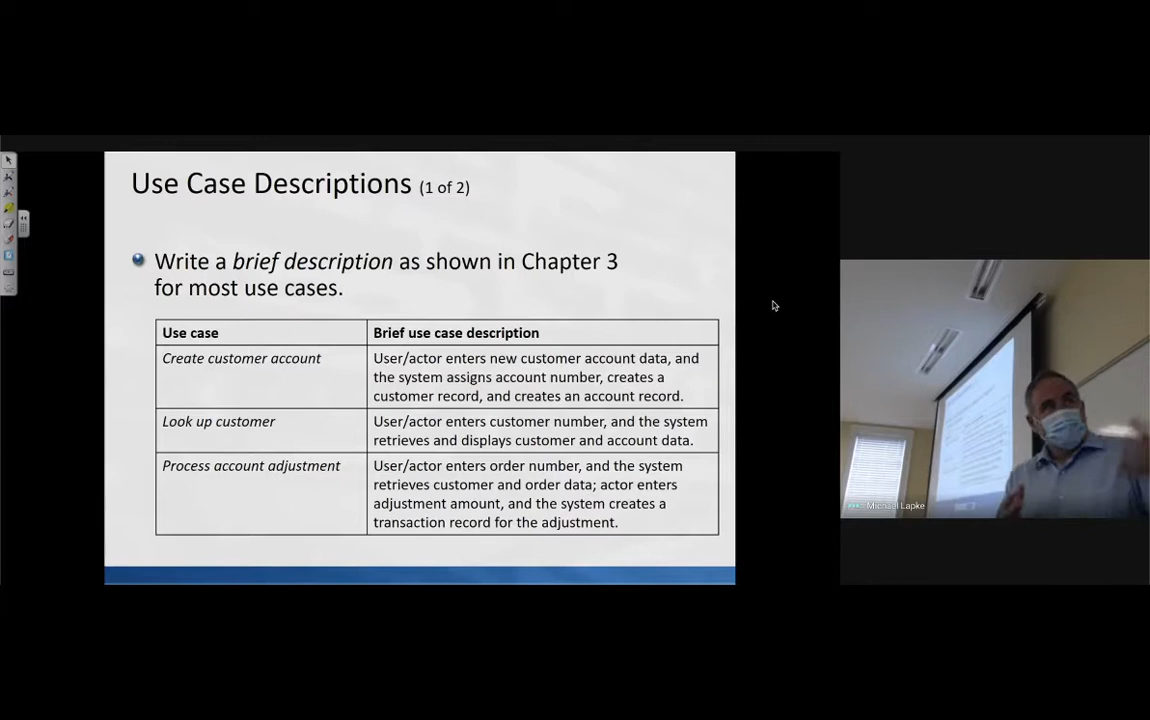 Use Case Descriptions (1 of 2)
Write a brief description as shown in Chapter 3
for most use cases.
Use case
Brief use case description
Create customer account
User/actor enters new customer account data, and
the system assigns account number, creates a
customer record, and creates an account record.
Look up customer
User/actor enters customer number, and the system
retrieves and displays customer and account data.
Process account adjustment
User/actor enters order number, and the system
retrieves customer and order data; actor enters
adjustment amount, and the system creates a
transaction record for the adjustment.
Michael Lapke